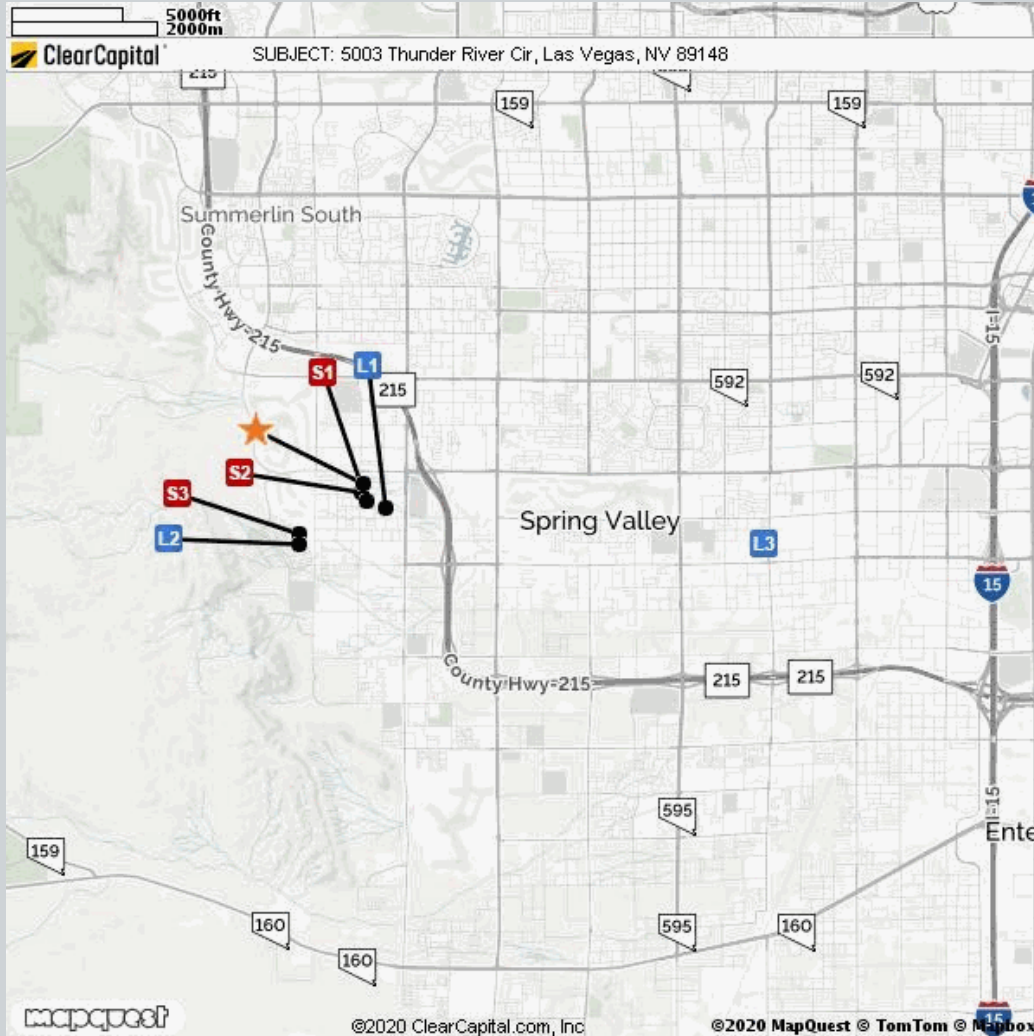 5000ft
2000m
ClearCapital
SUBJECT: 5003 Thunder River Cir, Las Vegas, NV 89148
215
159
159
Summerlin South
County Hwy-215
I-15
S1
L1
215
592
592
S2
S3
Spring Valley
L2
L3
15
County Hwy-215
215
215
595
I-15
Ente
159
160
595
160
160
mapquest
©2020 ClearCapital.com, Inc
©2020 MapQuest © TomTom © Mapbox
15